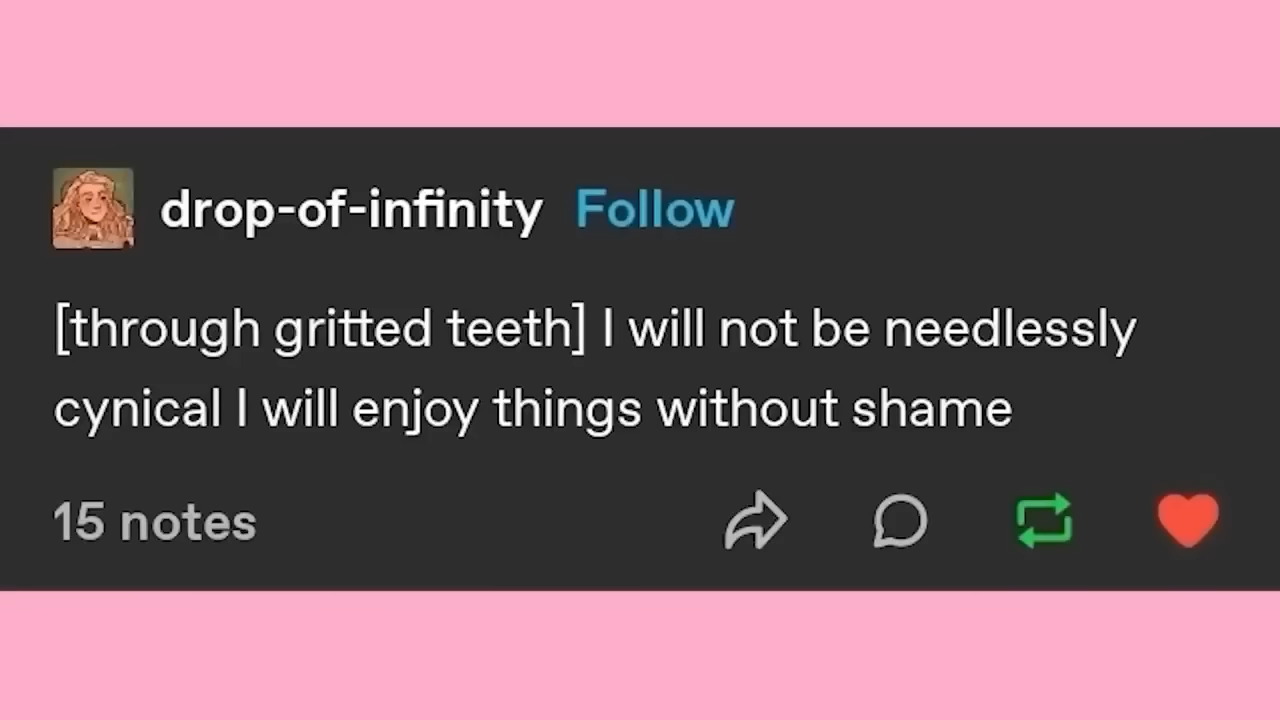 drop-of-infinity Follow
[through gritted teeth] I will not be needlessly
cynical I will enjoy things without shame
15 notes